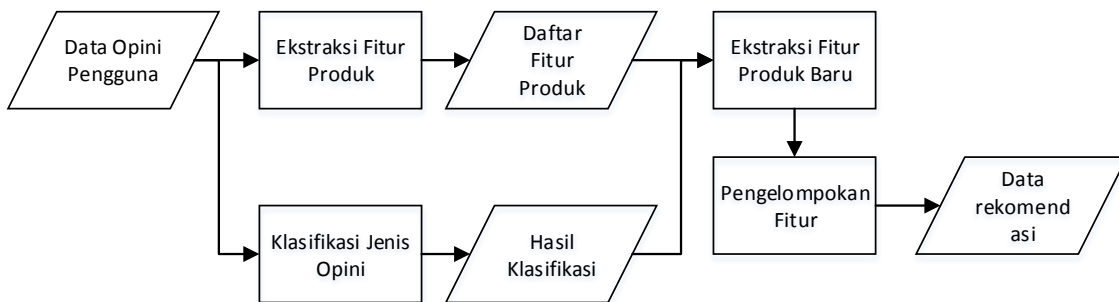 Data Opini
Pengguna
Ekstraksi Fitur
Produk
Daftar
Fitur
Produk
Ekstraksi Fitur
Produk Baru
Pengelompokan
Fitur
Data
rekomend
asi
Klasifikasi Jenis
Opini
Hasil
Klasifikasi